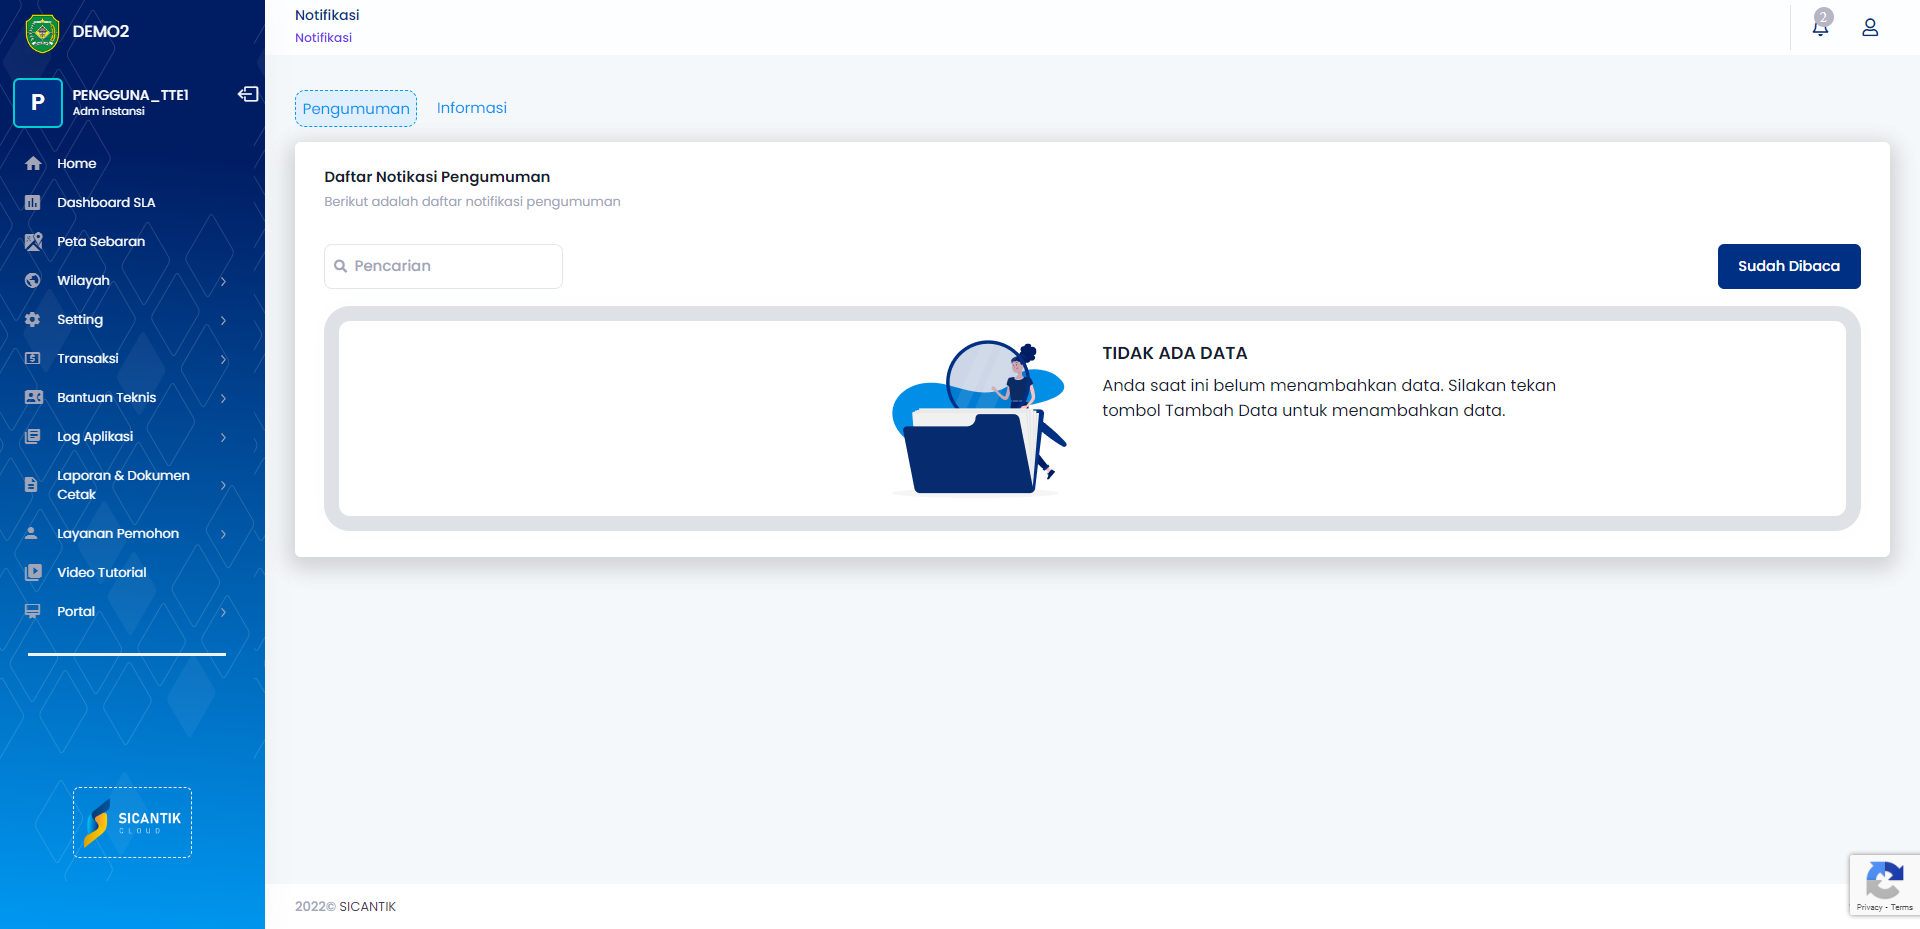 DEMO2
P
PENGGUNA_TTE1
Adm instansi
Home
Dashboard SLA
Peta Sebaran
Wilayah
Setting
Transaksi
Bantuan Teknis
Log Aplikasi
Laporan & Dokumen
Cetak
Layanan Pemohon
Video Tutorial
Portal
SICANTIK
CLOUD
Notifikasi
Notifikasi
2
Pengumuman
Informasi
Daftar Notikasi Pengumuman
Berikut adalah daftar notifikasi pengumuman
Pencarian
Sudah Dibaca
TIDAK ADA DATA
Anda saat ini belum menambahkan data. Silakan tekan
tombol Tambah Data untuk menambahkan data.
2022© SICANTIK
Privacy - Terms